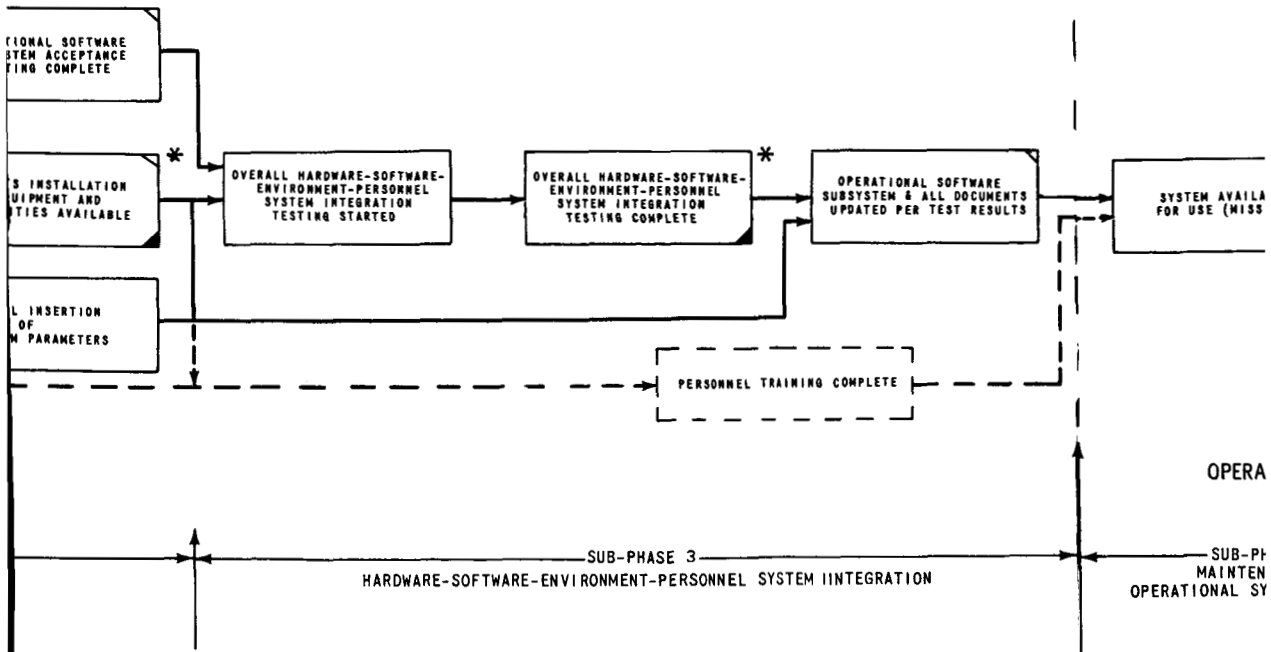 TIONAL SOFTWARE
STEM ACCEPTANCE
TING COMPLETE
*
S INSTALLATION
UIPMENT AND
ITIES AVAILABLE
OVERALL HARDWARE-SOFTWARE-
ENVIRONMENT-PERSONNEL
SYSTEM INTEGRATION
TESTING STARTED
OVERALL HARDWARE-SOFTWARE-
ENVIRONMENT-PERSONNEL
SYSTEM INTEGRATION
TESTING COMPLETE
*
OPERATIONAL SOFTWARE
SUBSYSTEM & ALL DOCUMENTS
UPDATED PER TEST RESULTS
SYSTEM AVAILA
FOR USE (MISS
L INSERTION
OF
M PARAMETERS
PERSONNEL TRAINING COMPLETE
OPERA
SUB-PHASE 3
HARDWARE-SOFTWARE-ENVIRONMENT-PERSONNEL SYSTEM IINTEGRATION
SUB-PH
MAINTEN
OPERATIONAL SY